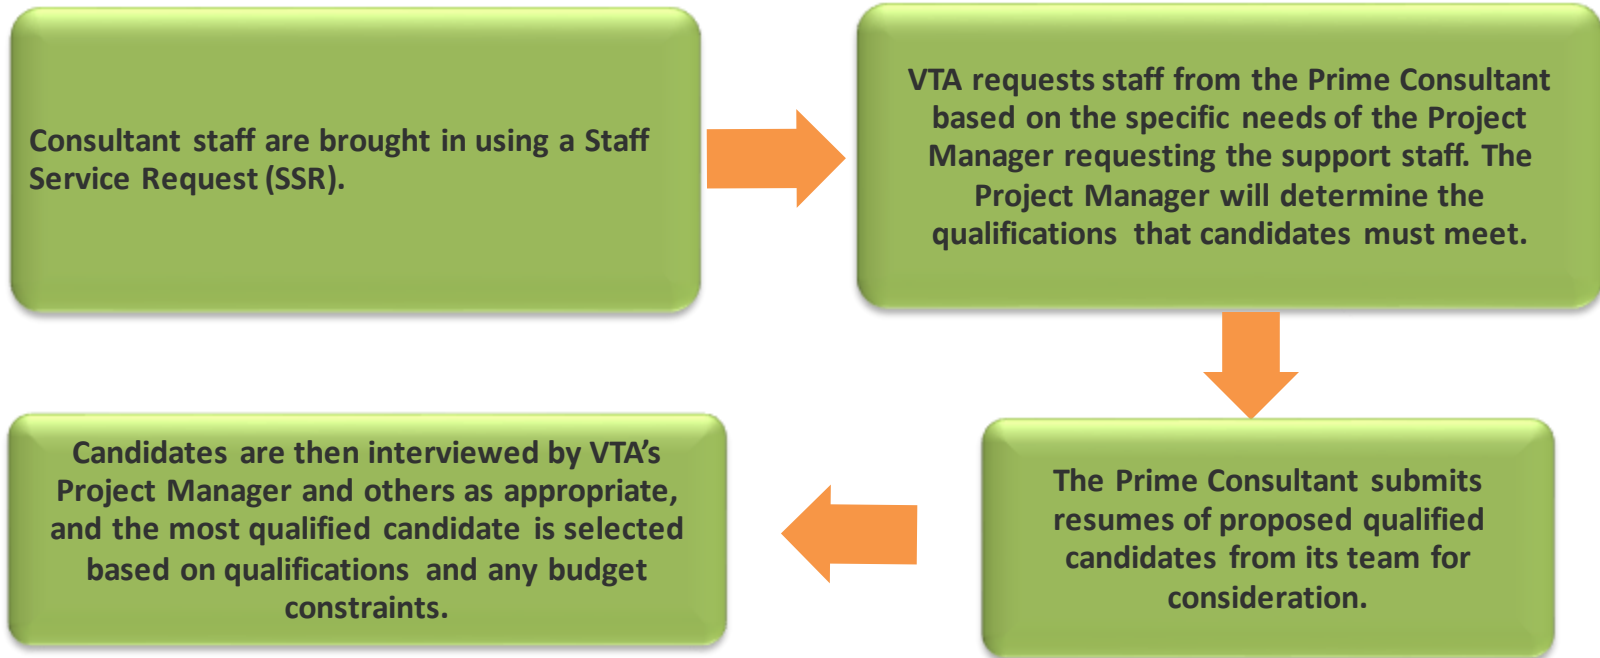 Consultant staff are brought in using a Staff
Service Request (SSR).
VTA requests staff from the Prime Consultant
based on the specific needs of the Project
Manager requesting the support staff. The
Project Manager will determine the
qualifications that candidates must meet.
The Prime Consultant submits
resumes of proposed qualified
candidates from its team for
consideration.
Candidates are then interviewed by VTA’s
Project Manager and others as appropriate,
and the most qualified candidate is selected
based on qualifications and any budget
constraints.